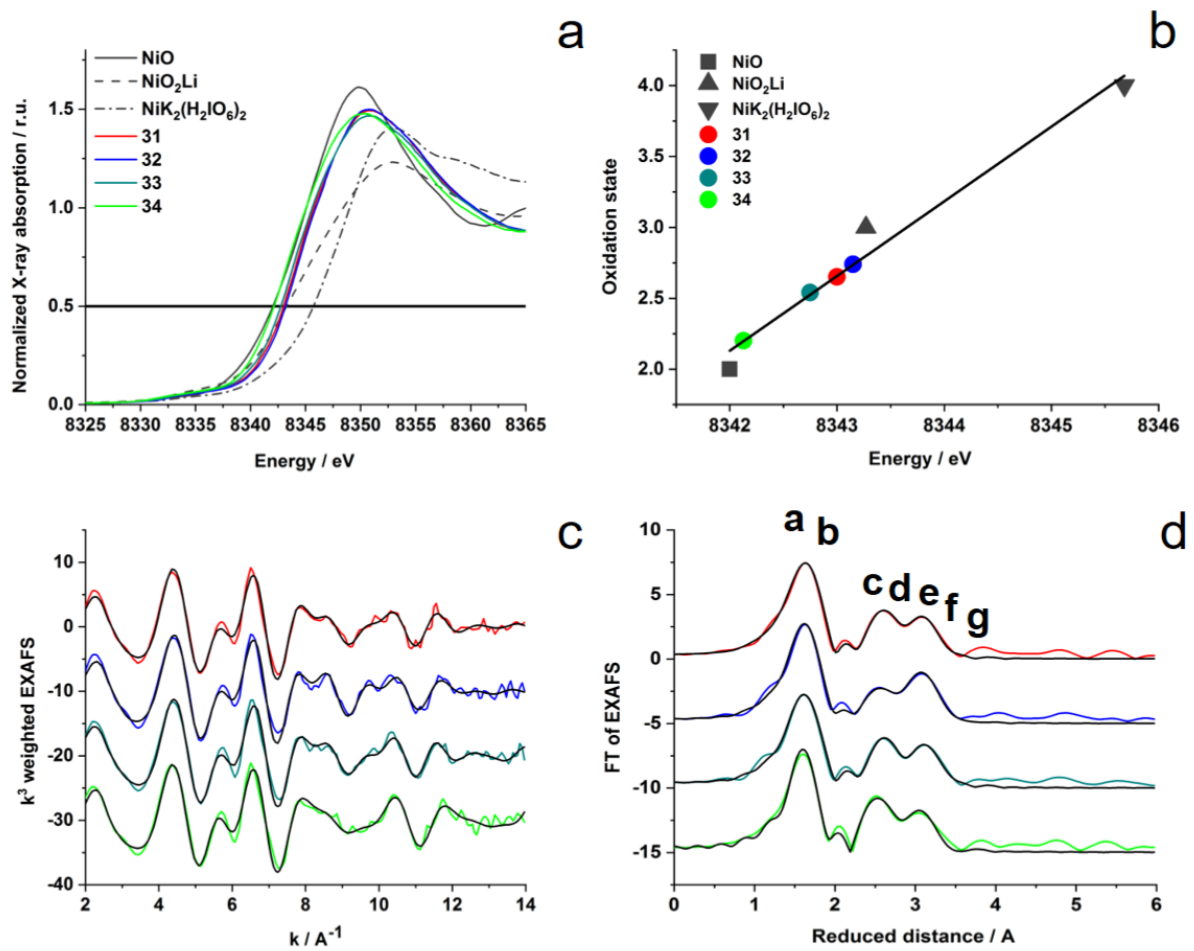 a
Normalized X-ray absorption / r.u.
NiO
NiO₂Li
NiK₂(H₂IO₆)₂
31
32
33
34
1.5
1.0
0.5
0.0
8325 8330 8335 8340 8345 8350 8355 8360 8365
Energy / eV
b
Oxidation state
NiO
NiO₂Li
NiK₂(H₂IO₆)₂
31
32
33
34
4.0
3.5
3.0
2.5
2.0
8342 8343 8344 8345 8346
Energy / eV
c
k³ weighted EXAFS
10
0
-10
-20
-30
-40
2 4 6 8 10 12 14
k / A⁻¹
d
FT of EXAFS
a b c d e f g
10
5
0
-5
-10
-15
0 1 2 3 4 5 6
Reduced distance / A